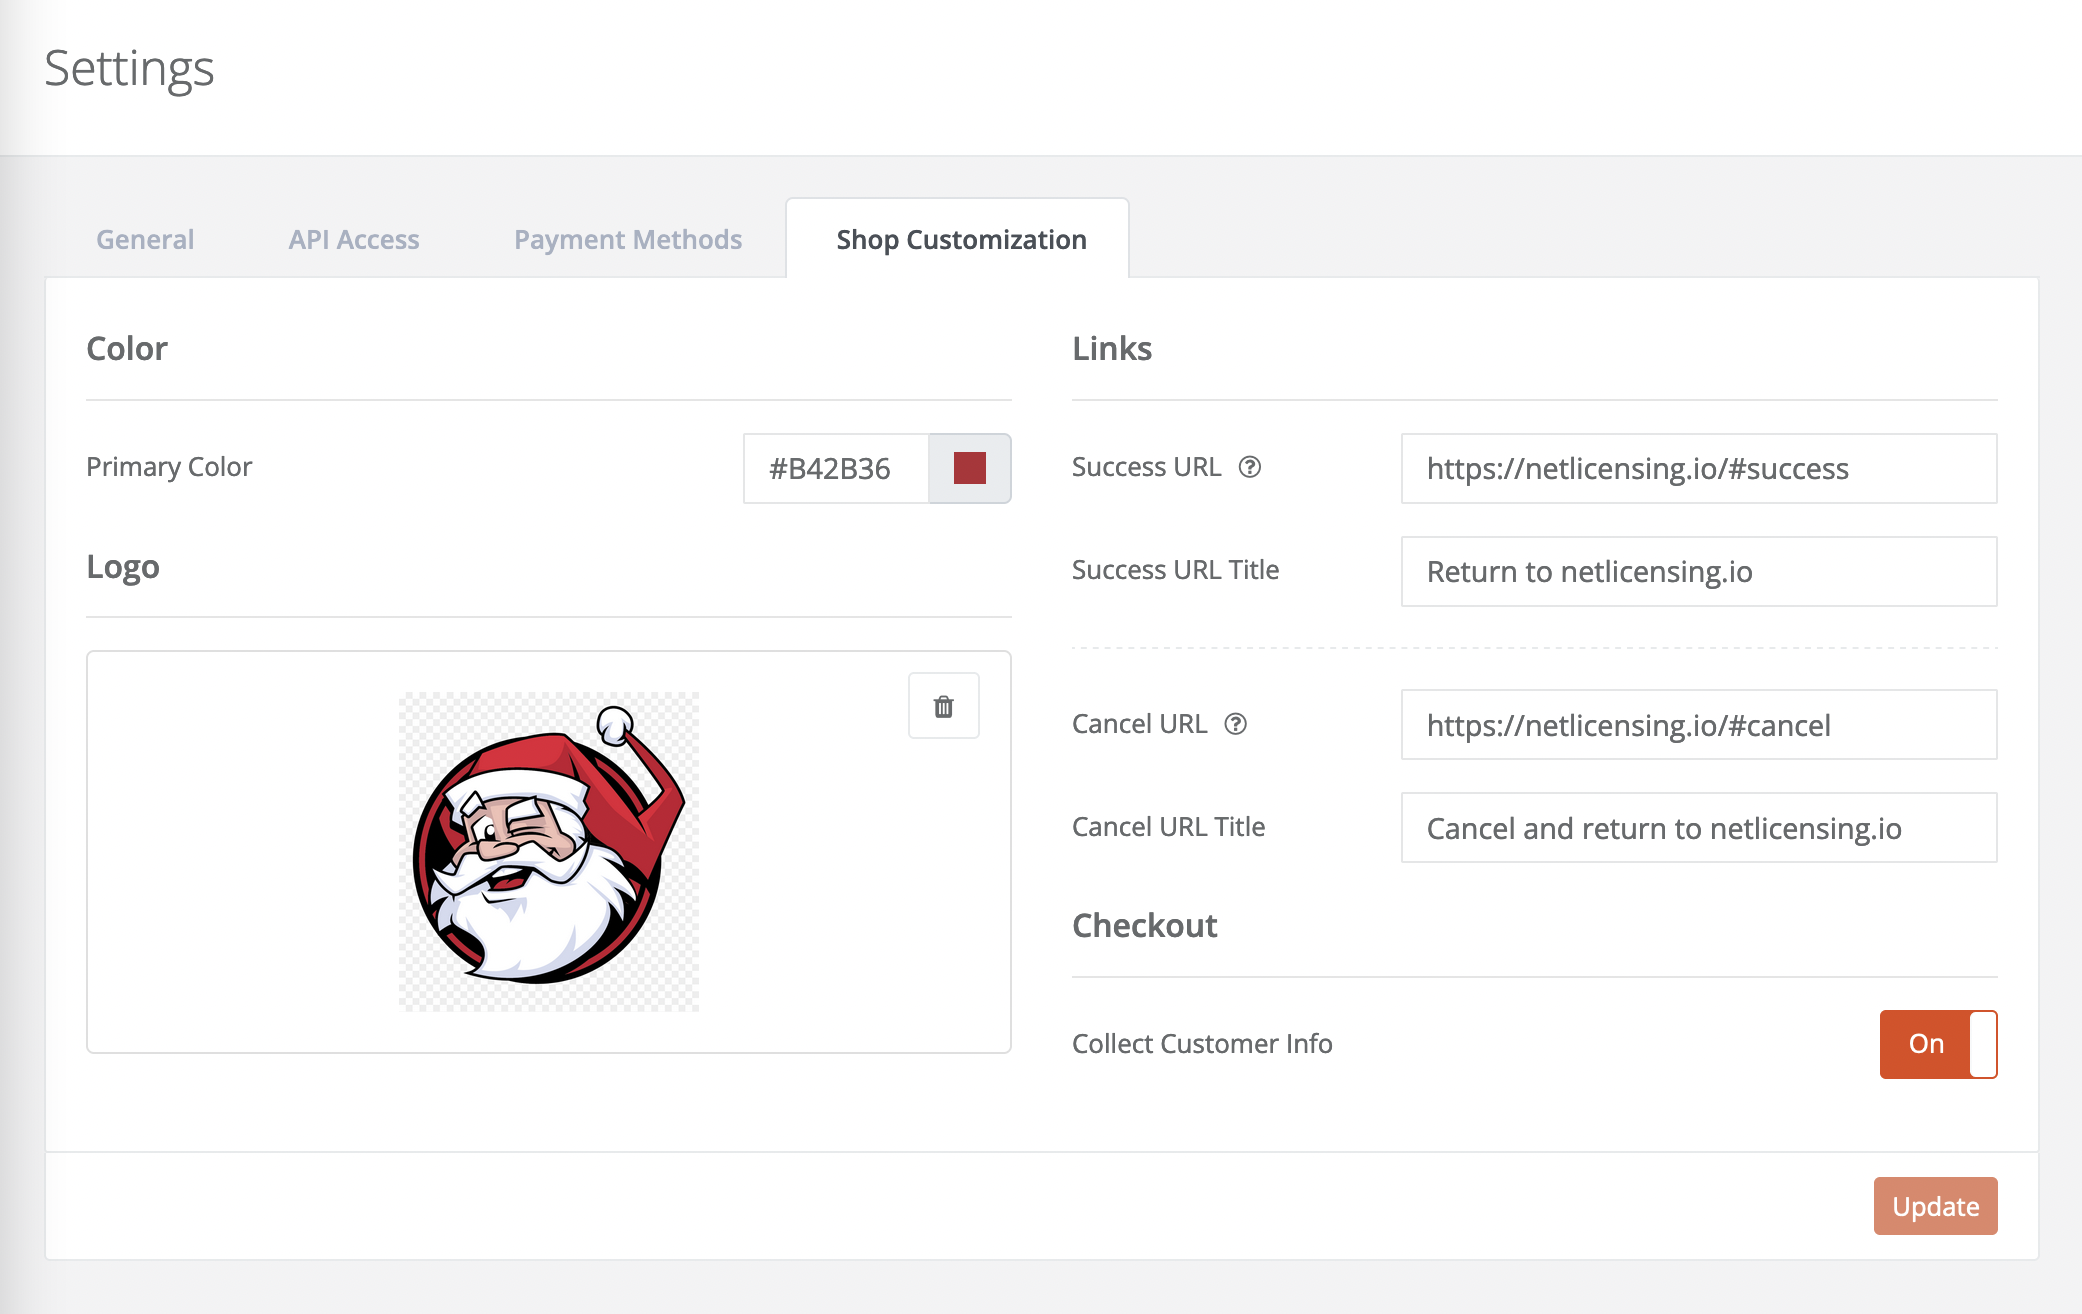 Settings
General
API Access
Payment Methods
Shop Customization
Color
Primary Color
#B42B36
Logo
Links
Success URL
https://netlicensing.io/#success
Success URL Title
Return to netlicensing.io
Cancel URL
https://netlicensing.io/#cancel
Cancel URL Title
Cancel and return to netlicensing.io
Checkout
Collect Customer Info
On
Update